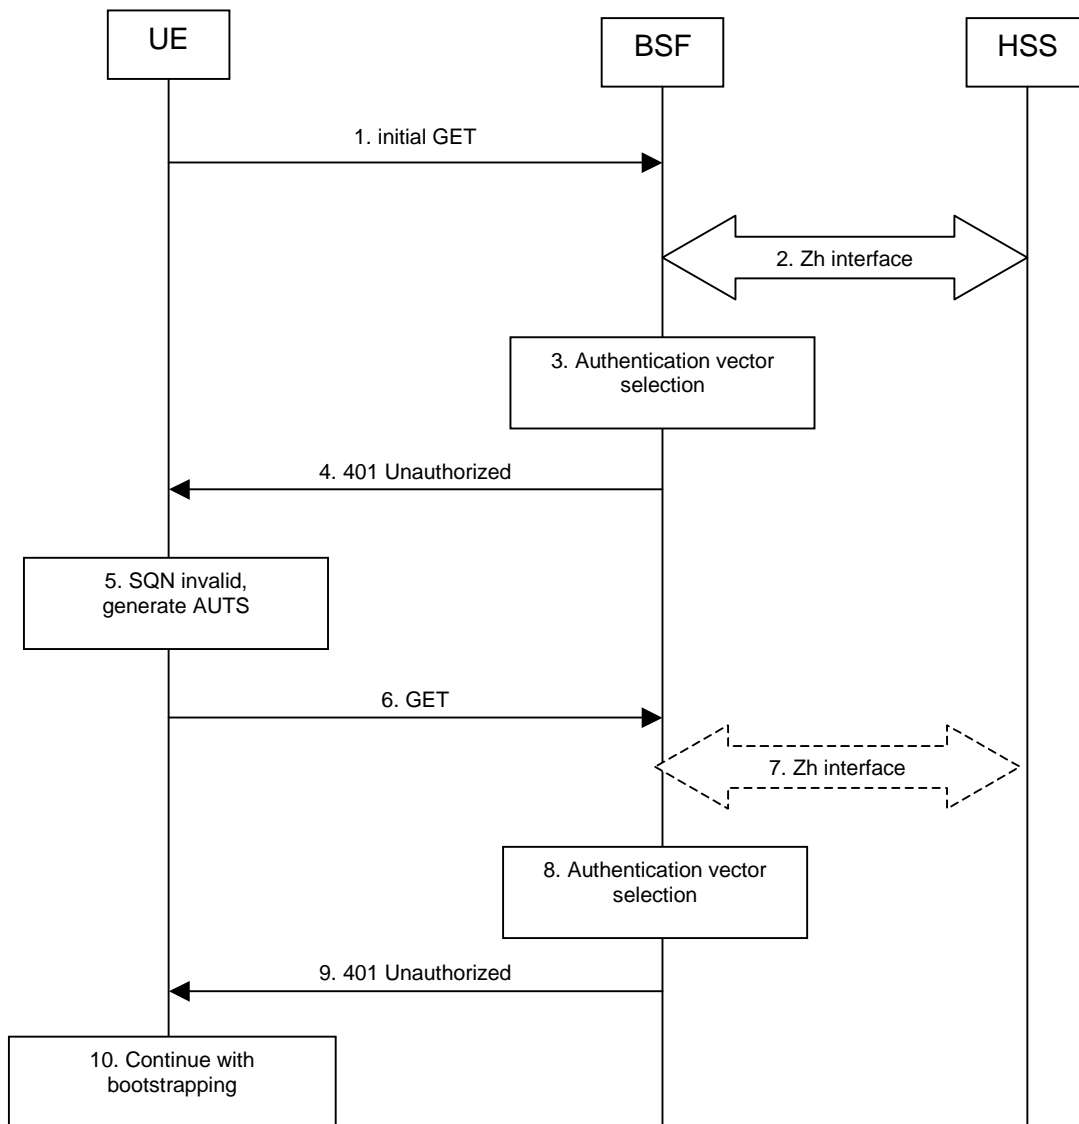 UE
BSF
HSS
1. initial GET
2. Zh interface
3. Authentication vector
selection
4. 401 Unauthorized
5. SQN invalid,
generate AUTS
6. GET
7. Zh interface
8. Authentication vector
selection
9. 401 Unauthorized
10. Continue with
bootstrapping